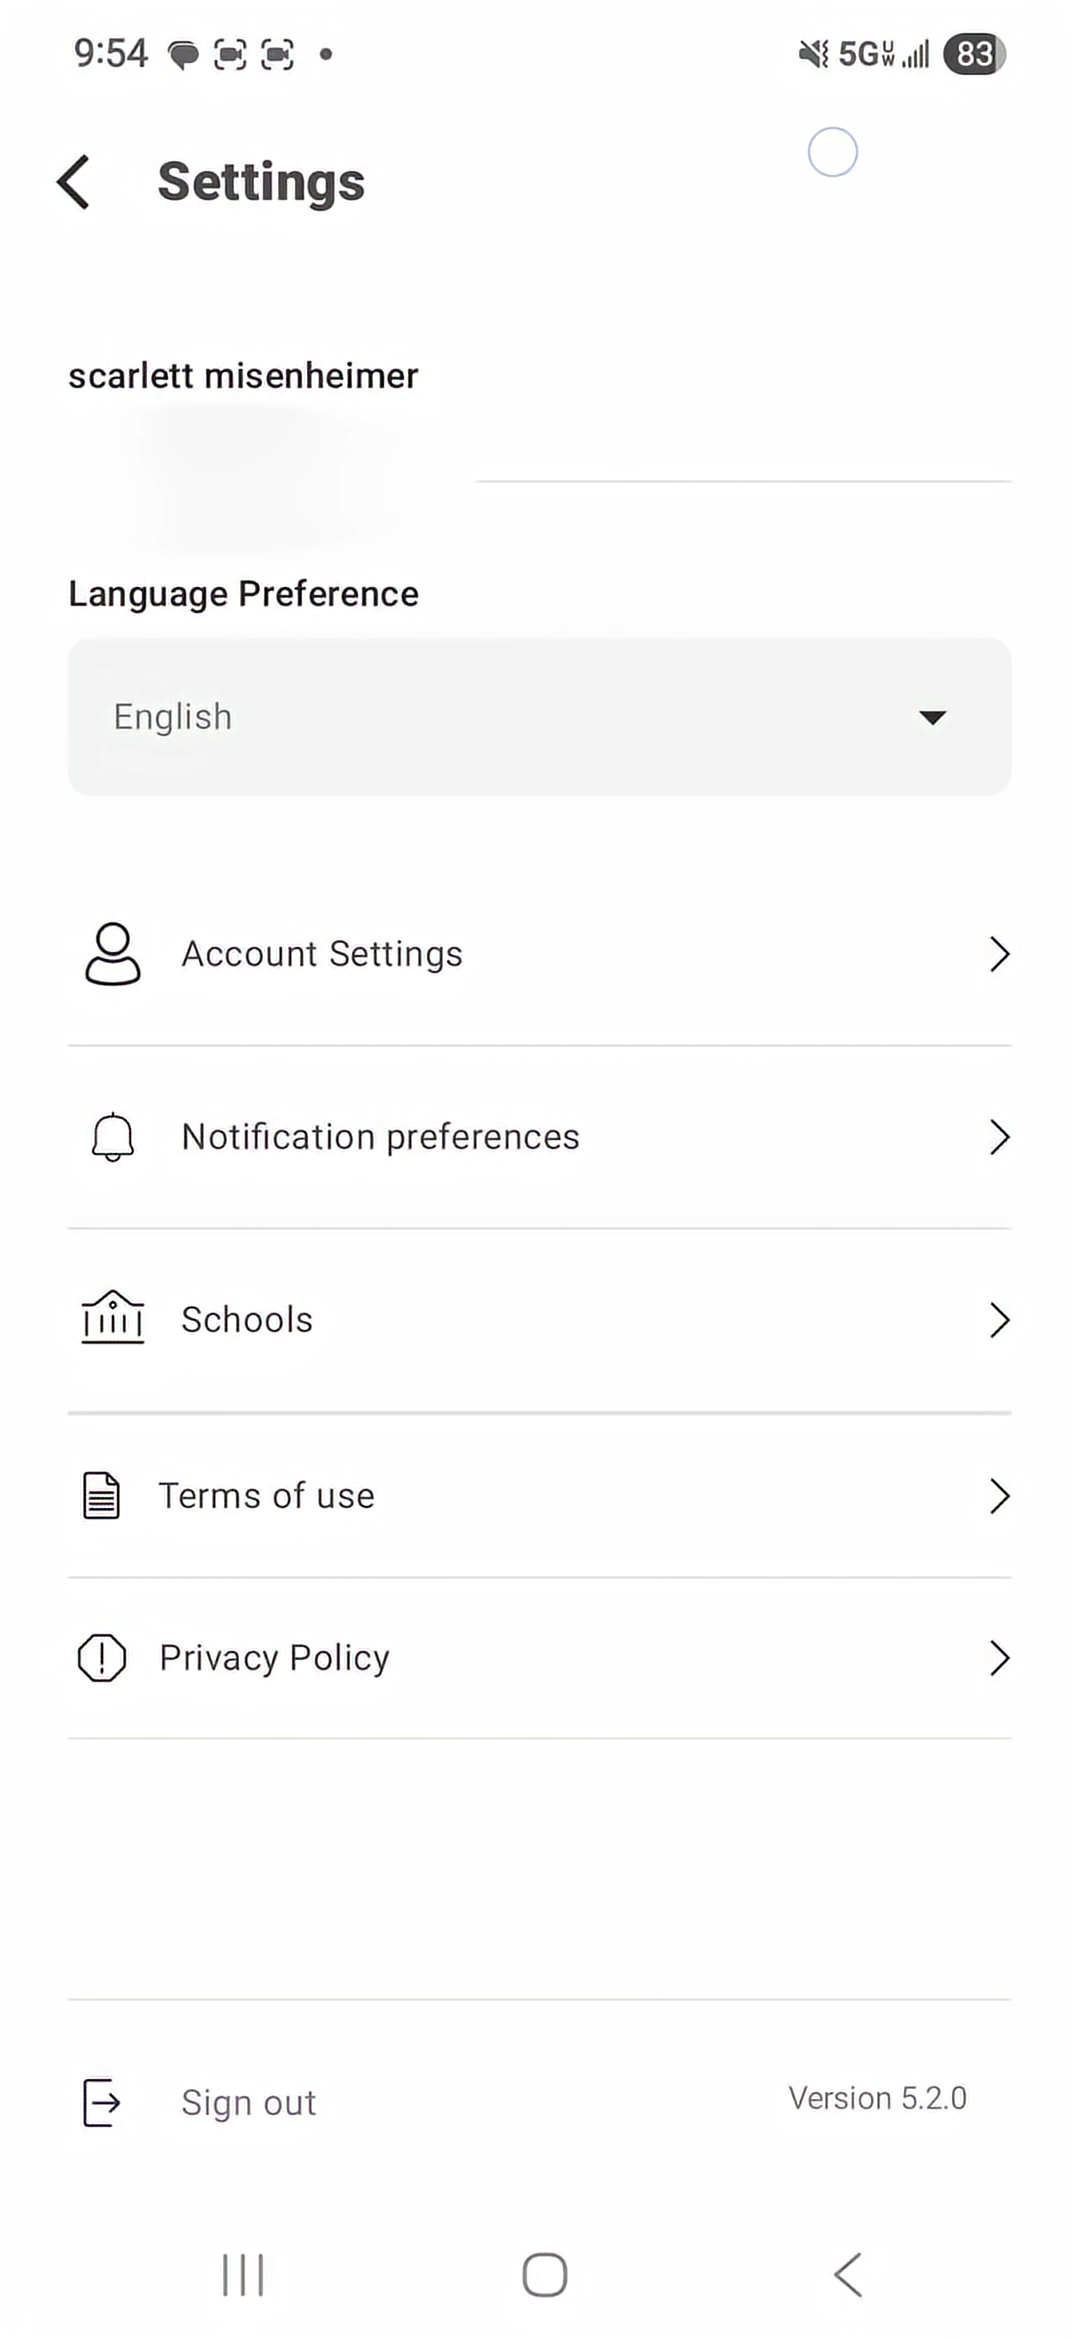 9:54
5G UW 83
Settings
scarlett misenheimer
Language Preference
English
Account Settings
Notification preferences
Schools
Terms of use
Privacy Policy
Sign out
Version 5.2.0